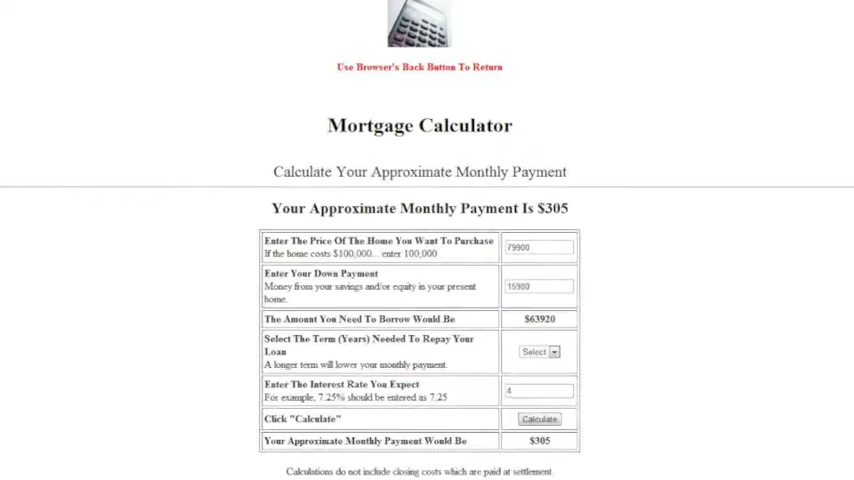 Use Browser's Back Button To Return
Mortgage Calculator
Calculate Your Approximate Monthly Payment
Your Approximate Monthly Payment Is $305
Enter The Price Of The Home You Want To Purchase
If the home costs $100,000... enter 100,000
79900
Enter Your Down Payment
Money from your savings and/or equity in your present
home.
15980
The Amount You Need To Borrow Would Be
$63920
Select The Term (Years) Needed To Repay Your
Loan
A longer term will lower your monthly payment.
Select
Enter The Interest Rate You Expect
For example, 7.25% should be entered as 7.25
4
Click "Calculate"
Calculate
Your Approximate Monthly Payment Would Be
$305
Calculations do not include closing costs which are paid at settlement.